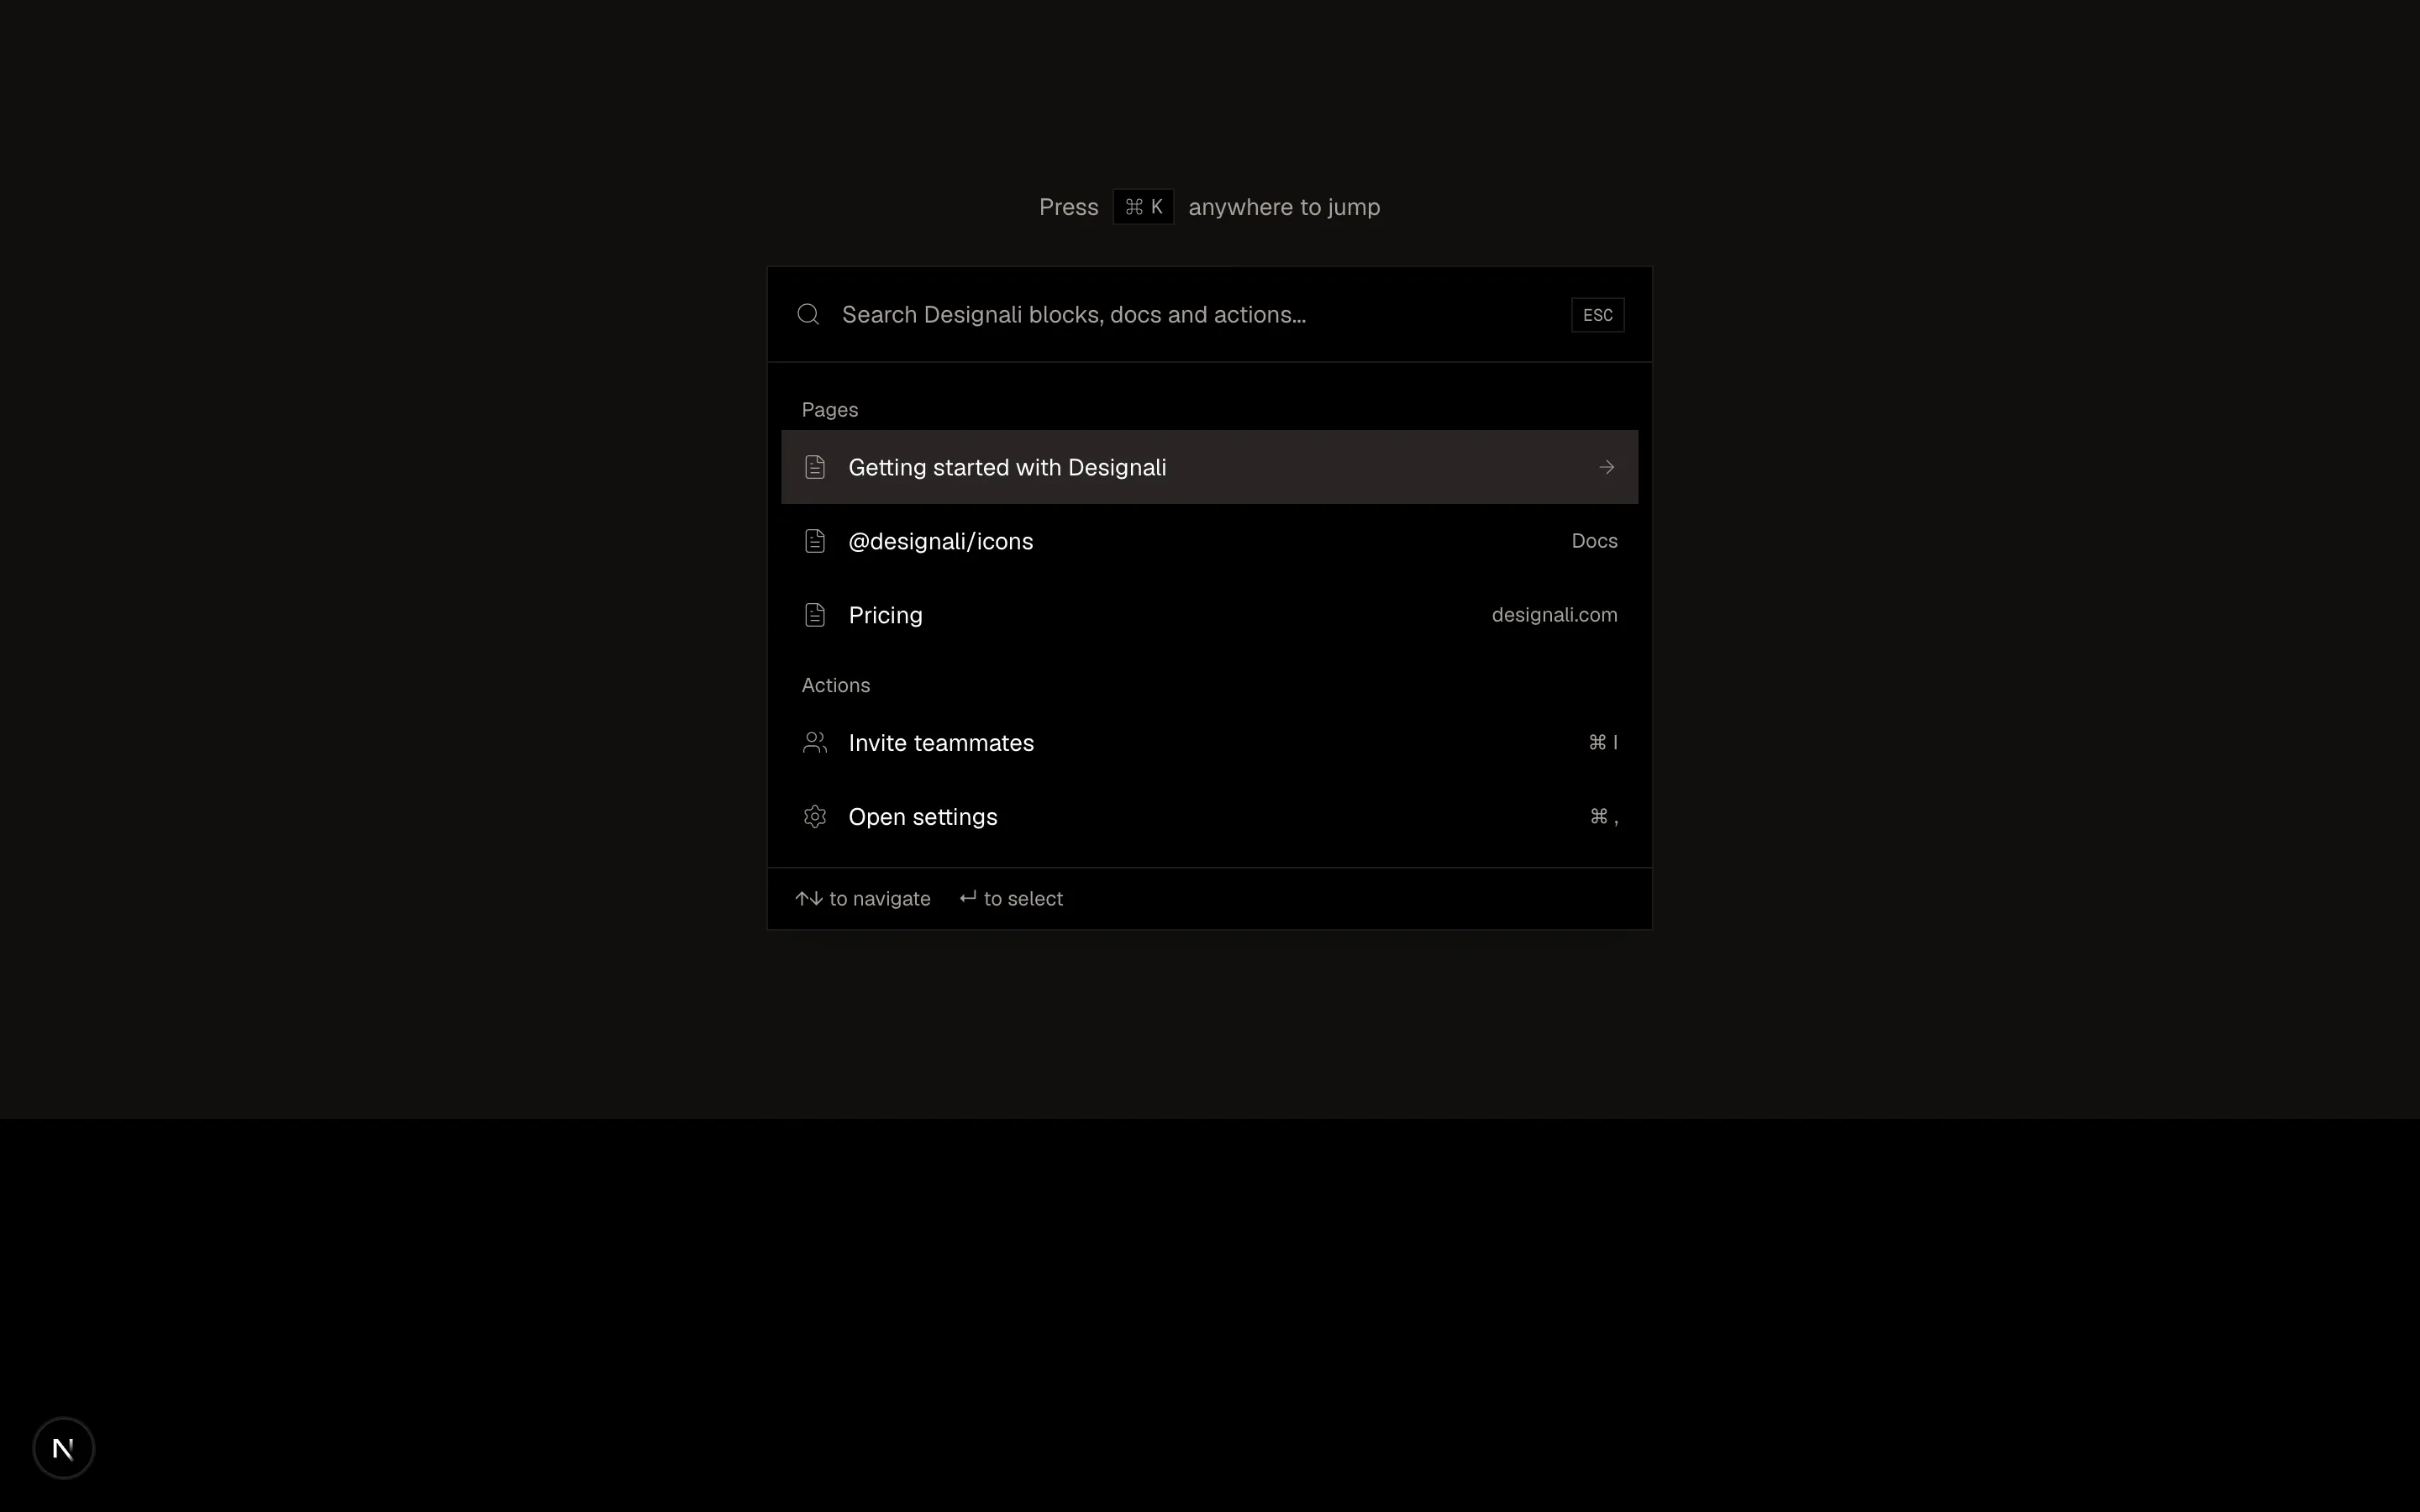 Press ⌘ K anywhere to jump
Search Designali blocks, docs and actions...
ESC
Pages
Getting started with Designali →
@designali/icons Docs
Pricing designali.com
Actions
Invite teammates ⌘ I
Open settings ⌘ ,
↑↓ to navigate ↵ to select
N